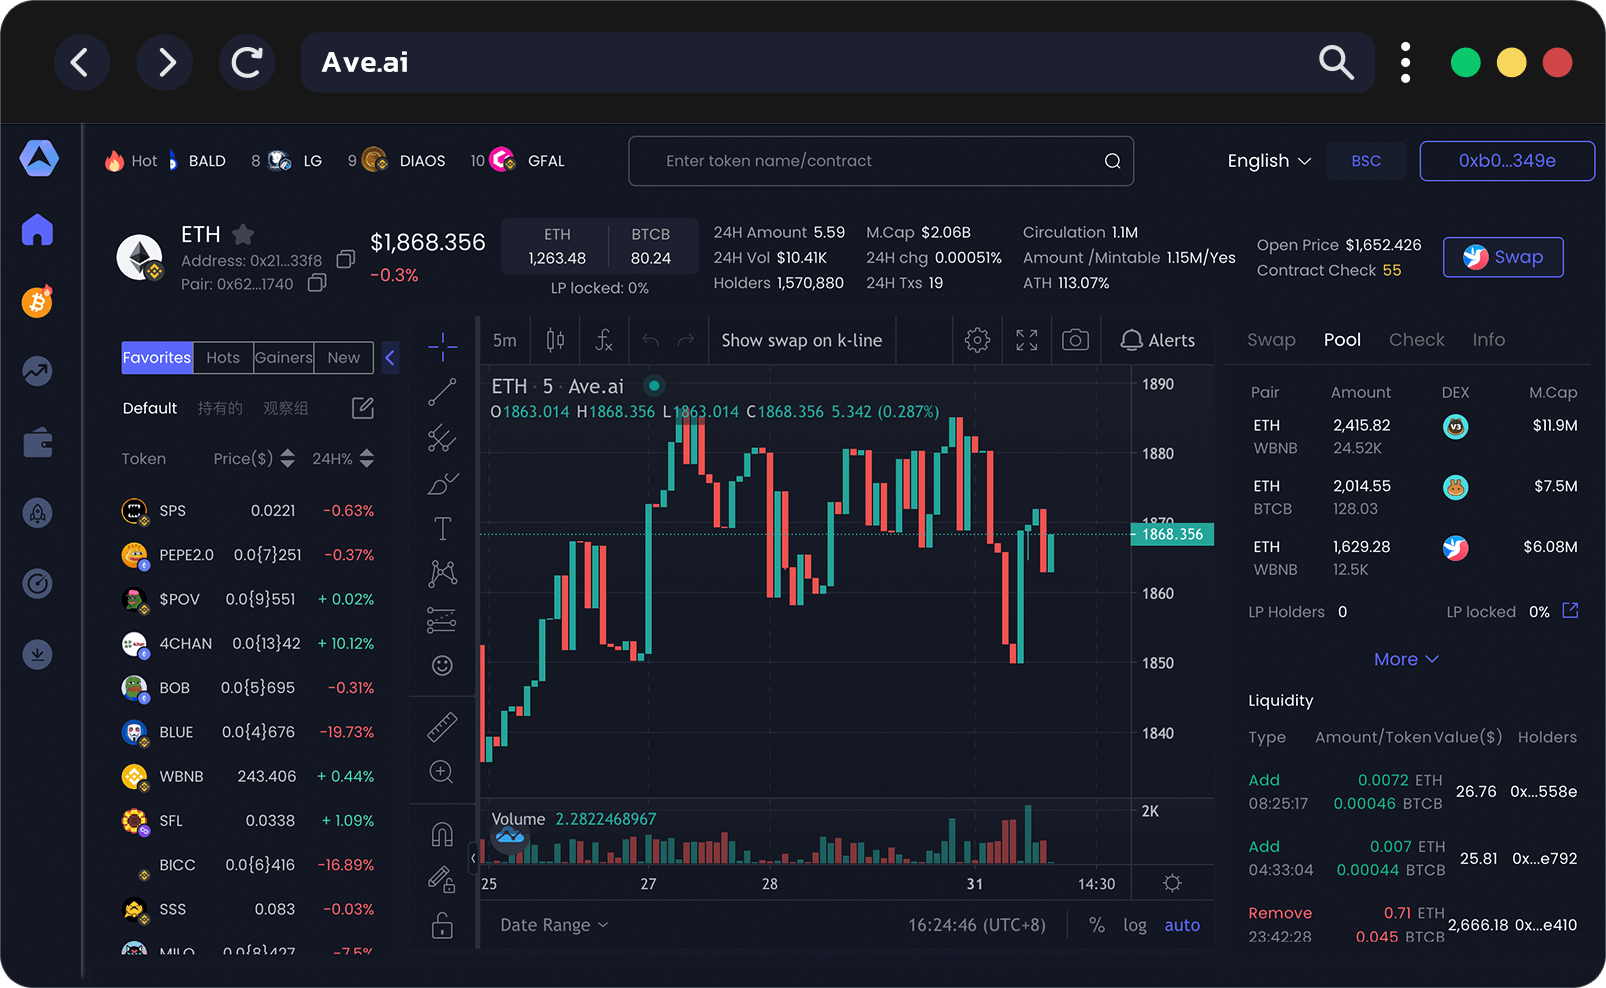 Ave.ai
Hot BALD 8 LG 9 DIAOS 10 GFAL
Enter token name/contract
English BSC 0xb0...349e
ETH
Address: 0x21...33f8
Pair: 0x62...1740
$1,868.356
-0.3%
ETH BTCB
1,263.48 80.24
LP locked: 0%
24H Amount 5.59 M.Cap $2.06B Circulation 1.1M
24H Vol $10.41K 24H chg 0.00051% Amount /Mintable 1.15M/Yes
Holders 1,570,880 24H Txs 19 ATH 113.07%
Open Price $1,652.426
Contract Check 55
Swap
Favorites Hots Gainers New
Default 持有的 观察组
Token Price($) 24H%
SPS 0.0221 -0.63%
PEPE2.0 0.0{7}251 -0.37%
$POV 0.0{9}551 + 0.02%
4CHAN 0.0{13}42 + 10.12%
BOB 0.0{5}695 -0.31%
BLUE 0.0{4}676 -19.73%
WBNB 243.406 + 0.44%
SFL 0.0338 + 1.09%
BICC 0.0{6}416 -16.89%
SSS 0.083 -0.03%
MILO 0.0{8}427 -7.5%
5m Show swap on k-line Alerts
ETH · 5 · Ave.ai
O1863.014 H1868.356 L1863.014 C1868.356 5.342 (0.287%)
1890
1880
1870
1868.356
1860
1850
1840
Volume 2.2822468967
2K
25 27 28 31 14:30
Date Range 16:24:46 (UTC+8) % log auto
Swap Pool Check Info
Pair Amount DEX M.Cap
ETH 2,415.82 V3 $11.9M
WBNB 24.52K
ETH 2,014.55 $7.5M
BTCB 128.03
ETH 1,629.28 $6.08M
WBNB 12.5K
LP Holders 0 LP locked 0%
More
Liquidity
Type Amount/Token Value($) Holders
Add 0.0072 ETH 26.76 0x...558e
08:25:17 0.00046 BTCB
Add 0.007 ETH 25.81 0x...e792
04:33:04 0.00044 BTCB
Remove 0.71 ETH 2,666.18 0x...e410
23:42:28 0.045 BTCB